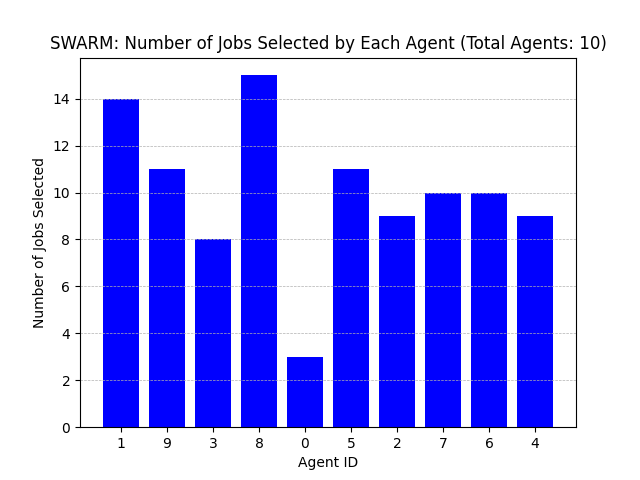 SWARM: Number of Jobs Selected by Each Agent (Total Agents: 10)
Number of Jobs Selected
14
12
10
8
6
4
2
0
1 9 3 8 0 5 2 7 6 4
Agent ID